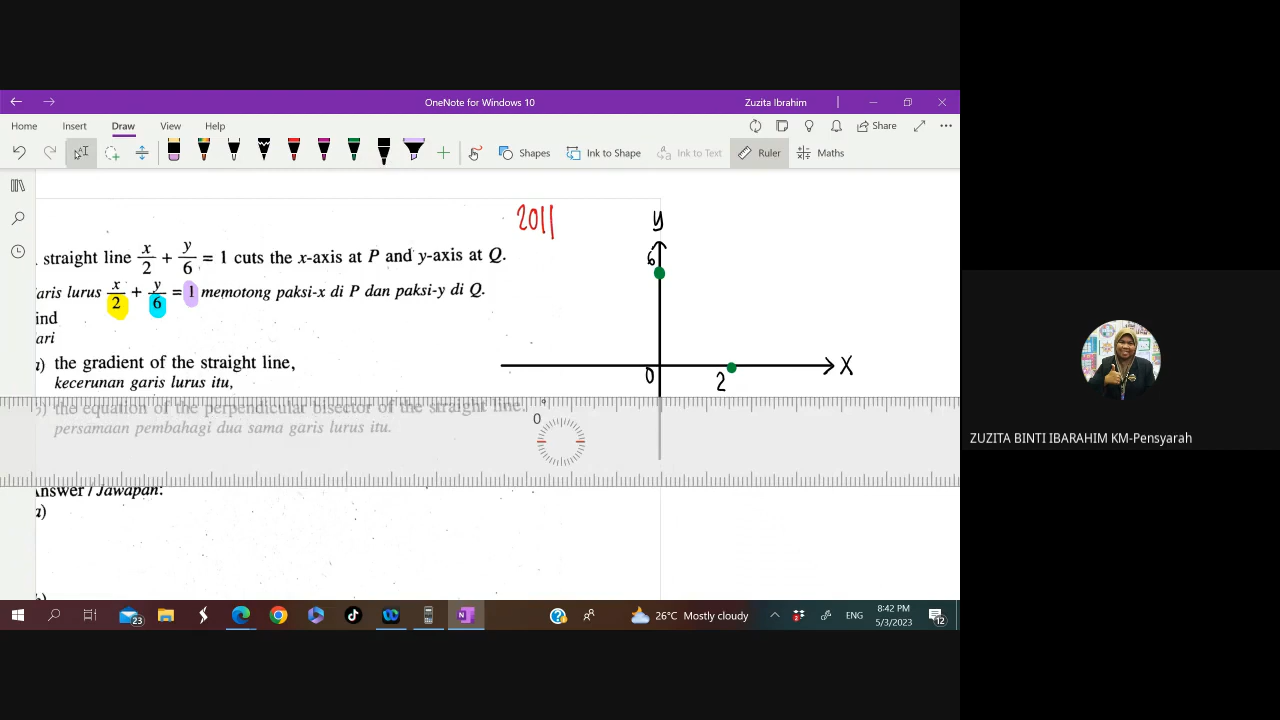 OneNote for Windows 10
Zuzita Ibrahim
Home Insert Draw View Help
Share
Shapes Ink to Shape Ink to Text Ruler Maths
2011
y
straight line x/2 + y/6 = 1 cuts the x-axis at P and y-axis at Q.
aris lurus x/2 + y/6 = 1 memotong paksi-x di P dan paksi-y di Q.
ind
ari
a) the gradient of the straight line,
kecerunan garis lurus itu,
6
0
2
X
the equation of the perpendicular bisector of the straight line.
persamaan pembahagi dua sama garis lurus itu.
0°
Answer / Jawapan:
a)
ZUZITA BINTI IBARAHIM KM-Pensyarah
23
26°C Mostly cloudy
ENG
8:42 PM
5/3/2023
12